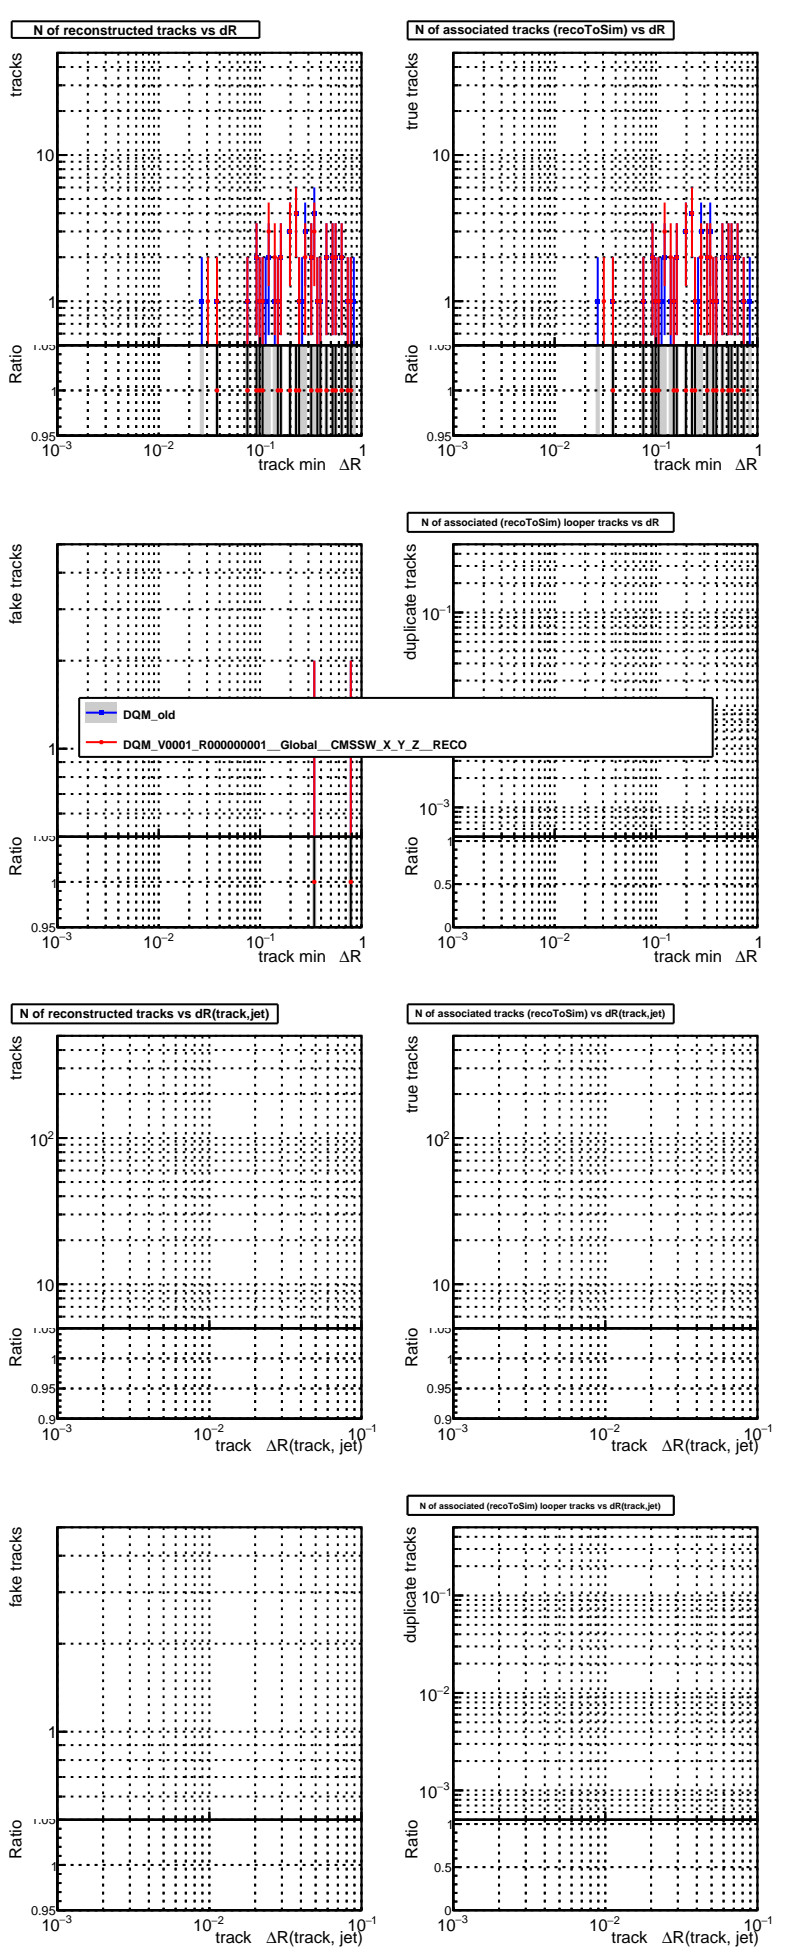 N of reconstructed tracks vs dR
N of associated tracks (recoToSim) vs dR
tracks
10
1
Ratio
1.05
1
0.95
10−3 10−2 10−1 1
track min ΔR
true tracks
10
1
Ratio
1.05
1
0.95
10−3 10−2 10−1 1
track min ΔR
N of associated (recoToSim) looper tracks vs dR
fake tracks
1
Ratio
1.05
1
0.95
10−3 10−2 10−1 1
track min ΔR
duplicate tracks
10−1
10−3
Ratio
1
0.5
0
10−3 10−2 10−1 1
track min ΔR
DQM_old
DQM_V0001_R000000001__Global__CMSSW_X_Y_Z__RECO
N of reconstructed tracks vs dR(track,jet)
N of associated tracks (recoToSim) vs dR(track,jet)
tracks
102
10
Ratio
1.05
1
0.95
0.9
10−3 10−2 10−1
track ΔR(track, jet)
true tracks
102
10
Ratio
1.05
1
0.95
0.9
10−3 10−2 10−1
track ΔR(track, jet)
N of associated (recoToSim) looper tracks vs dR(track,jet)
fake tracks
1
Ratio
1.05
1
0.95
10−3 10−2 10−1
track ΔR(track, jet)
duplicate tracks
10−1
10−2
10−3
Ratio
1
0.5
0
10−3 10−2 10−1
track ΔR(track, jet)